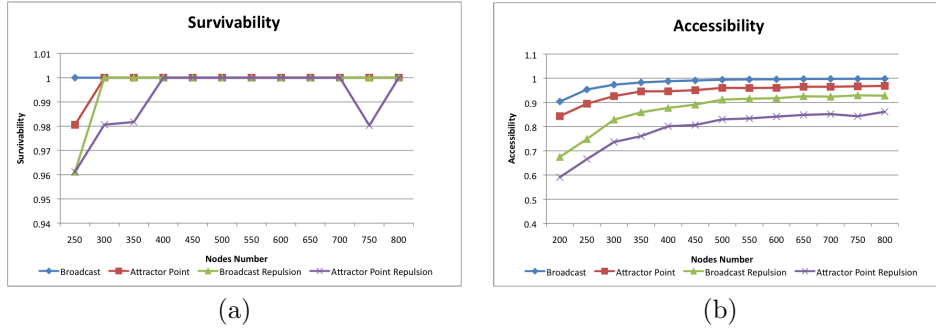 Survivability
1.01
1
0.99
0.98
0.97
0.96
0.95
0.94
Survivability
250 300 350 400 450 500 550 600 650 700 750 800
Nodes Number
Broadcast Attractor Point Broadcast Repulsion Attractor Point Repulsion
(a)
Accessibility
1.1
1
0.9
0.8
0.7
0.6
0.5
0.4
Accessibility
200 250 300 350 400 450 500 550 600 650 700 750 800
Nodes Number
Broadcast Attractor Point Broadcast Repulsion Attractor Point Repulsion
(b)